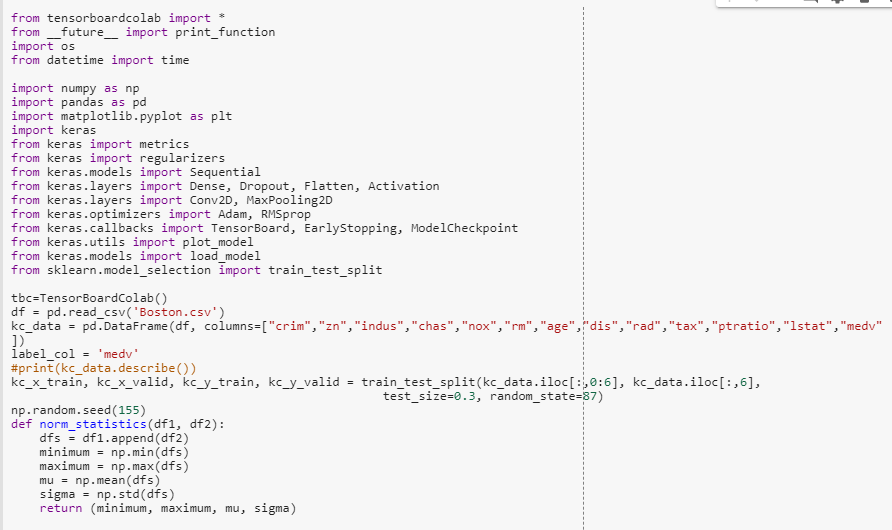 from tensorboardcolab import *
from __future__ import print_function
import os
from datetime import time

import numpy as np
import pandas as pd
import matplotlib.pyplot as plt
import keras
from keras import metrics
from keras import regularizers
from keras.models import Sequential
from keras.layers import Dense, Dropout, Flatten, Activation
from keras.layers import Conv2D, MaxPooling2D
from keras.optimizers import Adam, RMSprop
from keras.callbacks import TensorBoard, EarlyStopping, ModelCheckpoint
from keras.utils import plot_model
from keras.models import load_model
from sklearn.model_selection import train_test_split

tbc=TensorBoardColab()
df = pd.read_csv('Boston.csv')
kc_data = pd.DataFrame(df, columns=["crim","zn","indus","chas","nox","rm","age","dis","rad","tax","ptratio","lstat","medv"
])
label_col = 'medv'
#print(kc_data.describe())
kc_x_train, kc_x_valid, kc_y_train, kc_y_valid = train_test_split(kc_data.iloc[:,0:6], kc_data.iloc[:,6],
                                                    test_size=0.3, random_state=87)
np.random.seed(155)
def norm_statistics(df1, df2):
    dfs = df1.append(df2)
    minimum = np.min(dfs)
    maximum = np.max(dfs)
    mu = np.mean(dfs)
    sigma = np.std(dfs)
    return (minimum, maximum, mu, sigma)